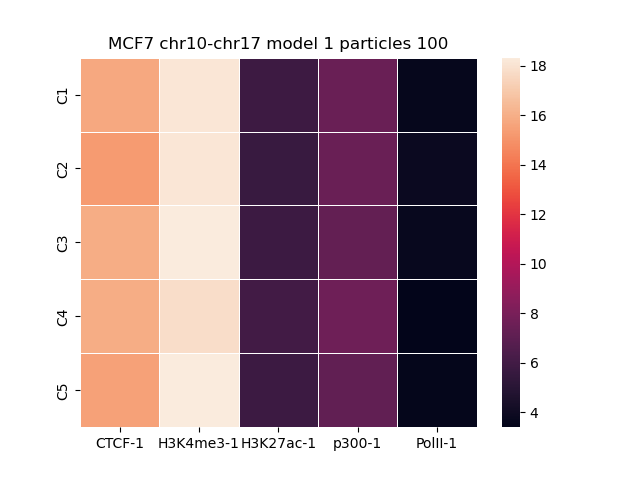 MCF7 chr10-chr17 model 1 particles 100
C1
C2
C3
C4
C5
CTCF-1 H3K4me3-1 H3K27ac-1 p300-1 PolII-1
18
16
14
12
10
8
6
4